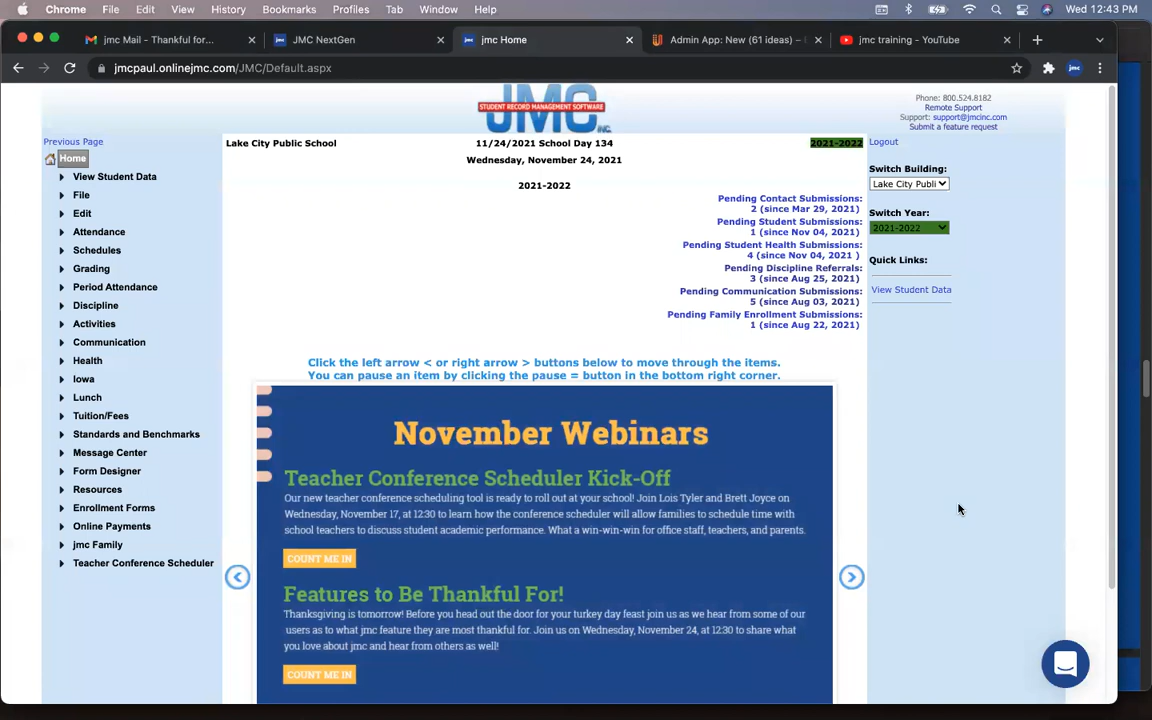 Chrome File Edit View History Bookmarks Profiles Tab Window Help Wed 12:43 PM
jmc Mail - Thankful for... JMC NextGen jmc Home Admin App: New (61 ideas) – jmc training - YouTube
jmcpaul.onlinejmc.com/JMC/Default.aspx
jmc
JMC INC.
STUDENT RECORD MANAGEMENT SOFTWARE
Phone: 800.524.8182
Remote Support
Support: support@jmcinc.com
Submit a feature request
Previous Page
Home
View Student Data
File
Edit
Attendance
Schedules
Grading
Period Attendance
Discipline
Activities
Communication
Health
Iowa
Lunch
Tuition/Fees
Standards and Benchmarks
Message Center
Form Designer
Resources
Enrollment Forms
Online Payments
jmc Family
Teacher Conference Scheduler
Lake City Public School 11/24/2021 School Day 134 2021-2022
Wednesday, November 24, 2021
2021-2022
Pending Contact Submissions:
2 (since Mar 29, 2021)
Pending Student Submissions:
1 (since Nov 04, 2021)
Pending Student Health Submissions:
4 (since Nov 04, 2021 )
Pending Discipline Referrals:
3 (since Aug 25, 2021)
Pending Communication Submissions:
5 (since Aug 03, 2021)
Pending Family Enrollment Submissions:
1 (since Aug 22, 2021)
Click the left arrow < or right arrow > buttons below to move through the items.
You can pause an item by clicking the pause = button in the bottom right corner.
November Webinars
Teacher Conference Scheduler Kick-Off
Our new teacher conference scheduling tool is ready to roll out at your school! Join Lois Tyler and Brett Joyce on
Wednesday, November 17, at 12:30 to learn how the conference scheduler will allow families to schedule time with
school teachers to discuss student academic performance. What a win-win-win for office staff, teachers, and parents.
COUNT ME IN
Features to Be Thankful For!
Thanksgiving is tomorrow! Before you head out the door for your turkey day feast join us as we hear from some of our
users as to what jmc feature they are most thankful for. Join us on Wednesday, November 24, at 12:30 to share what
you love about jmc and hear from others as well!
COUNT ME IN
Logout
Switch Building:
Lake City Publi
Switch Year:
2021-2022
Quick Links:
View Student Data